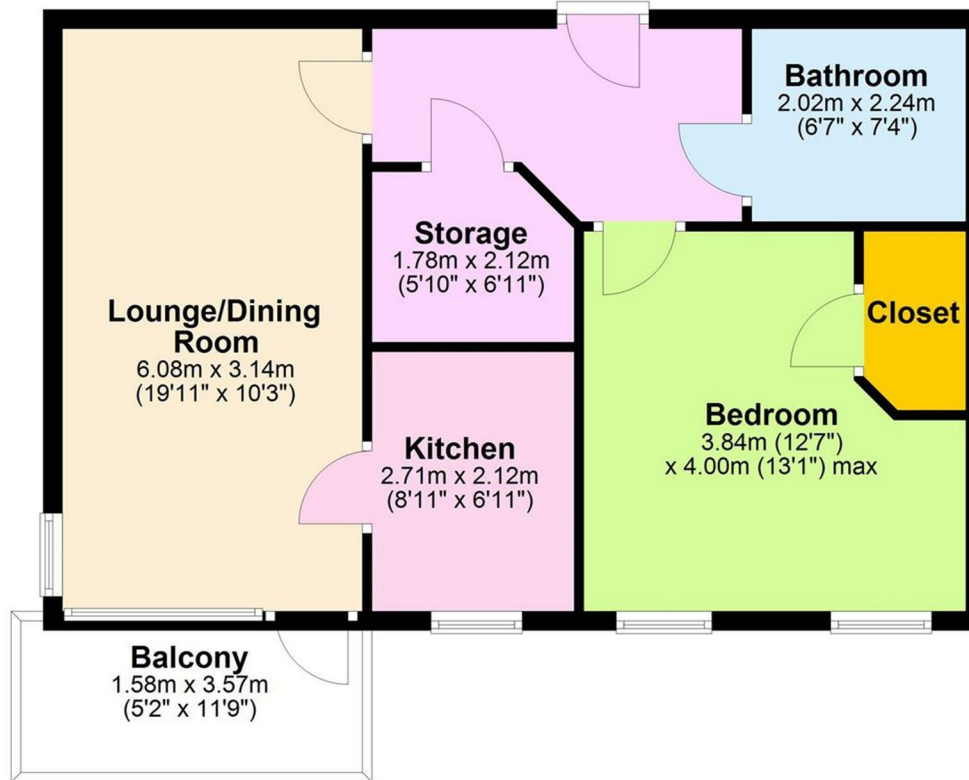 Bathroom
2.02m x 2.24m
(6'7" x 7'4")
Storage
1.78m x 2.12m
(5'10" x 6'11")
Closet
Lounge/Dining
Room
6.08m x 3.14m
(19'11" x 10'3")
Bedroom
3.84m (12'7")
x 4.00m (13'1") max
Kitchen
2.71m x 2.12m
(8'11" x 6'11")
Balcony
1.58m x 3.57m
(5'2" x 11'9")